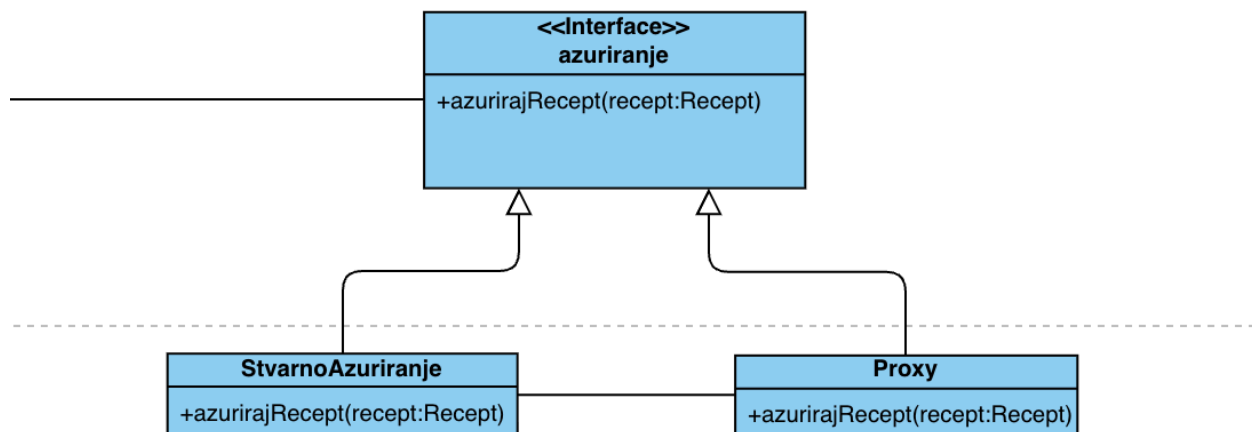 <<Interface>>
azuriranje
+azurirajRecept(recept:Recept)
StvarnoAzuriranje
+azurirajRecept(recept:Recept)
Proxy
+azurirajRecept(recept:Recept)